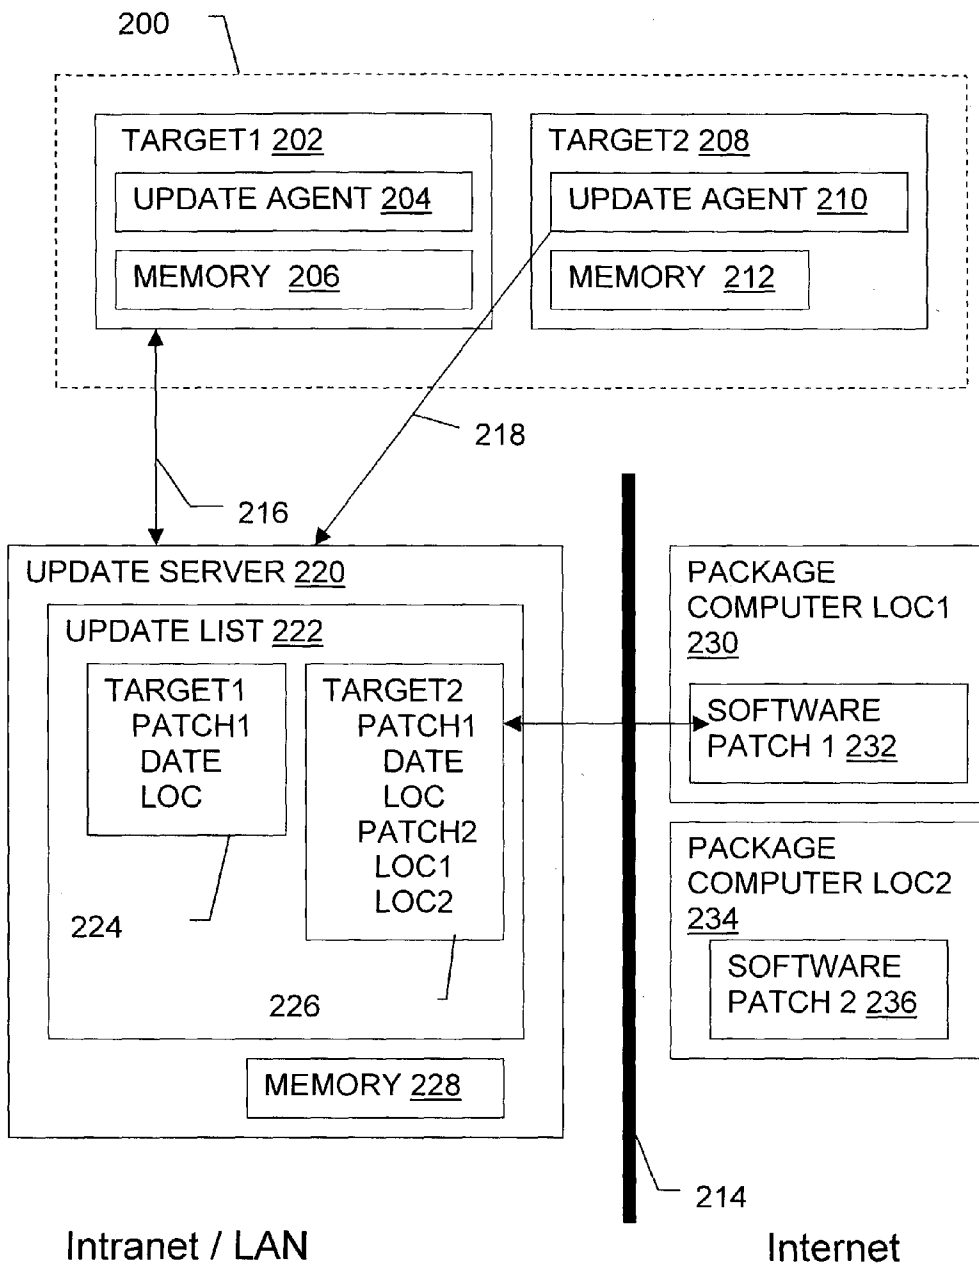 200
TARGET1 202
UPDATE AGENT 204
MEMORY 206
TARGET2 208
UPDATE AGENT 210
MEMORY 212
218
216
UPDATE SERVER 220
UPDATE LIST 222
TARGET1
PATCH1
DATE
LOC
224
TARGET2
PATCH1
DATE
LOC
PATCH2
LOC1
LOC2
226
MEMORY 228
PACKAGE
COMPUTER LOC1
230
SOFTWARE
PATCH 1 232
PACKAGE
COMPUTER LOC2
234
SOFTWARE
PATCH 2 236
214
Intranet / LAN
Internet